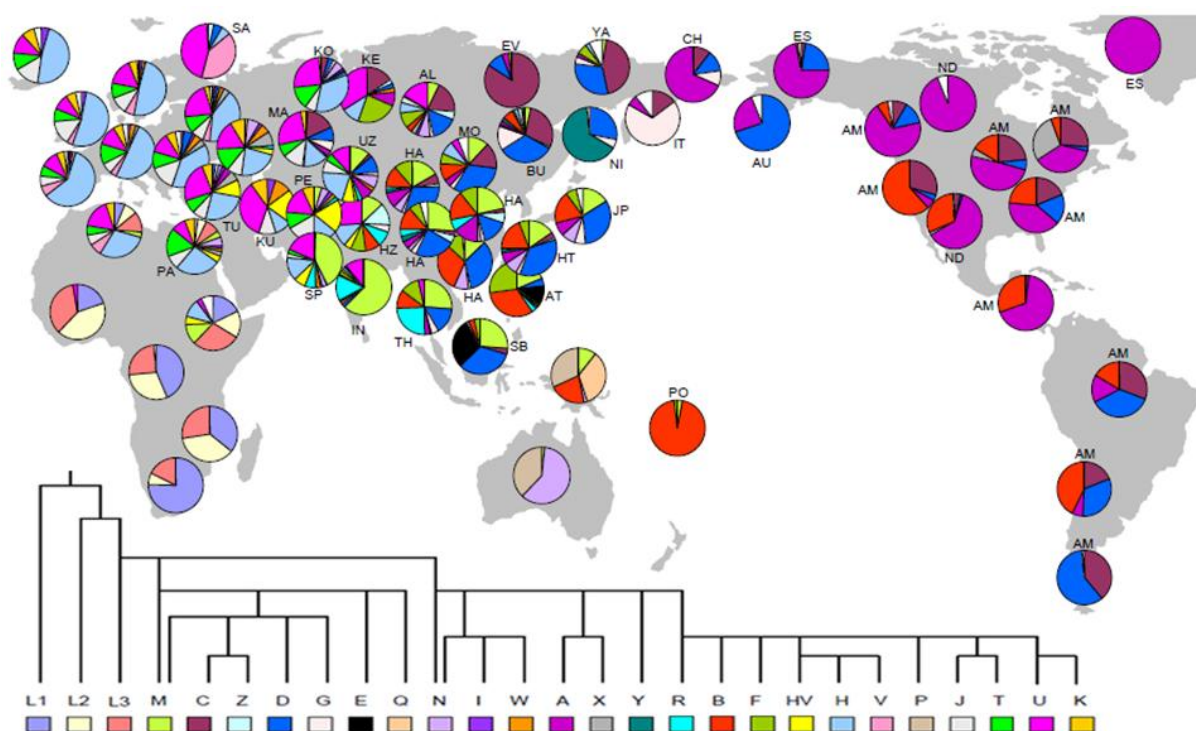 SA
ES
KO
KE
EV
YA
CH
ES
ND
AL
MA
UZ
MO
BU
NI
IT
AU
AM
AM
AM
HA
PE
HA
JP
AM
AM
TU
KU
HZ
HA
HT
ND
PA
SP
IN
HA
AT
TH
SB
AM
PO
AM
AM
AM
L1 L2 L3 M C Z D G E Q N I W A X Y R B F HV H V P J T U K